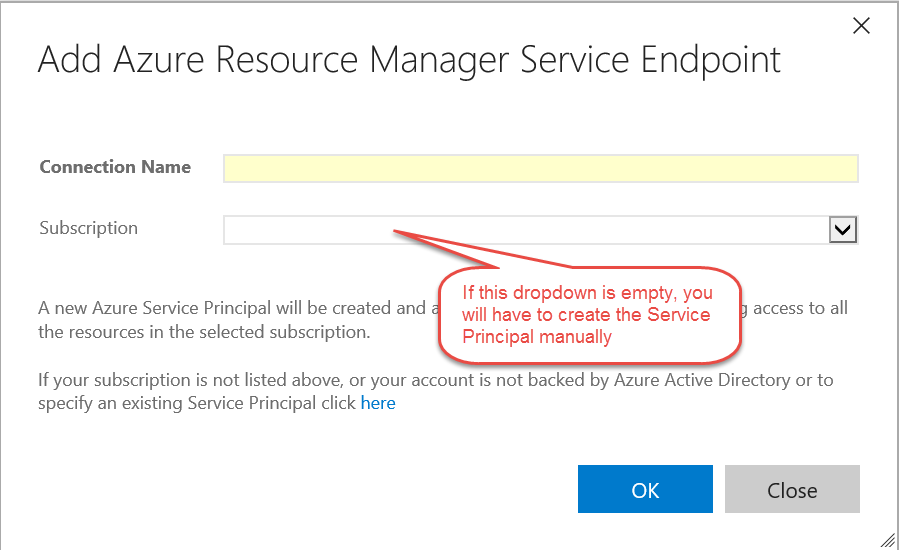 Add Azure Resource Manager Service Endpoint
Connection Name
Subscription
If this dropdown is empty, you
will have to create the Service
Principal manually
A new Azure Service Principal will be created and a
access to all
the resources in the selected subscription.
If your subscription is not listed above, or your account is not backed by Azure Active Directory or to
specify an existing Service Principal click here
OK
Close